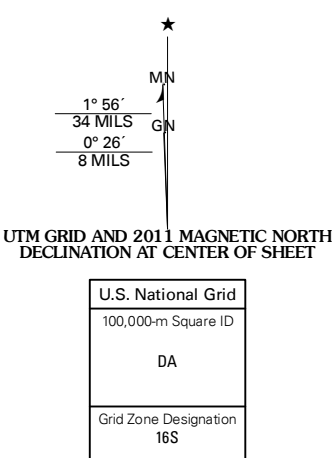 MN
1° 56´
34 MILS
GN
0° 26´
8 MILS
UTM GRID AND 2011 MAGNETIC NORTH
DECLINATION AT CENTER OF SHEET
U.S. National Grid
100,000-m Square ID
DA
Grid Zone Designation
16S